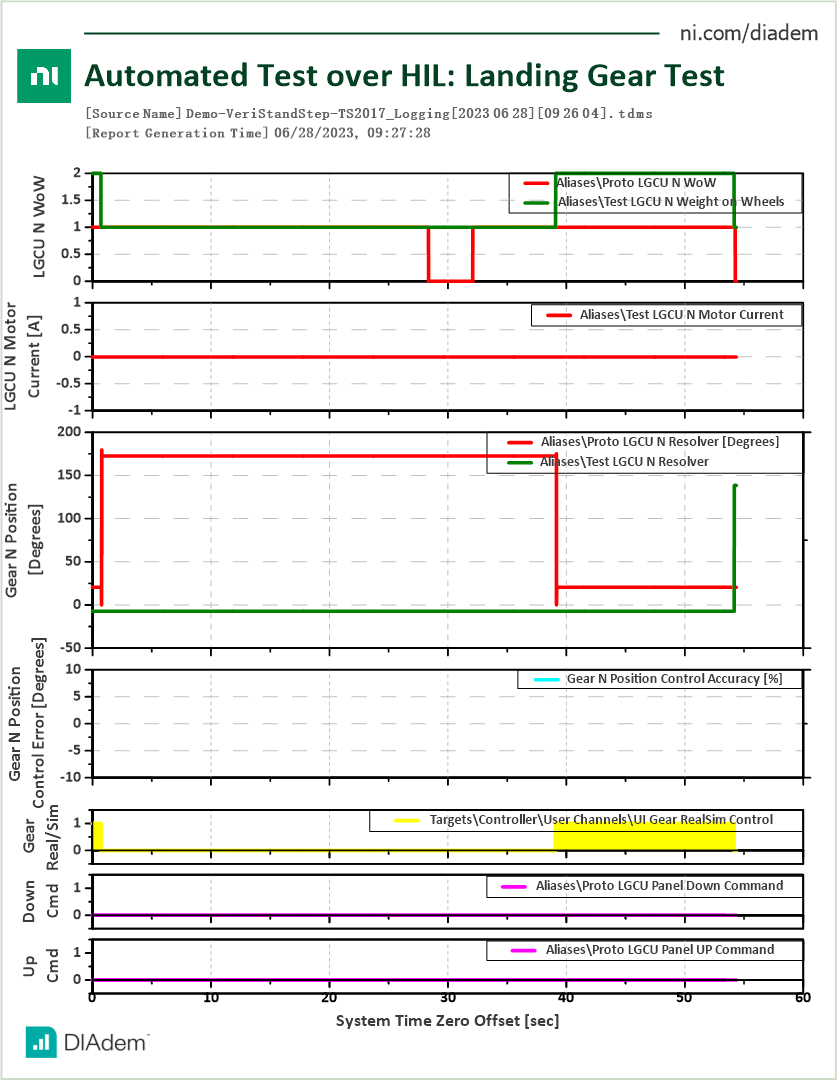 ni.com/diadem
ni
Automated Test over HIL: Landing Gear Test
[Source Name] Demo-VeriStandStep-TS2017_Logging[2023 06 28][09 26 04].tdms
[Report Generation Time] 06/28/2023, 09:27:28
LGCU N WoW
2
1.5
1
0.5
0
Aliases\Proto LGCU N WoW
Aliases\Test LGCU N Weight on Wheels
LGCU N Motor
Current [A]
1
0.5
0
-0.5
-1
Aliases\Test LGCU N Motor Current
Gear N Position
[Degrees]
200
150
100
50
0
-50
Aliases\Proto LGCU N Resolver [Degrees]
Aliases\Test LGCU N Resolver
Gear N Position
Control Error [Degrees]
10
5
0
-5
-10
Gear N Position Control Accuracy [%]
Gear
Real/Sim
1
0
Targets\Controller\User Channels\UI Gear RealSim Control
Down
Cmd
1
0
Aliases\Proto LGCU Panel Down Command
Up
Cmd
1
0
Aliases\Proto LGCU Panel UP Command
0 10 20 30 40 50 60
System Time Zero Offset [sec]
DIAdem™